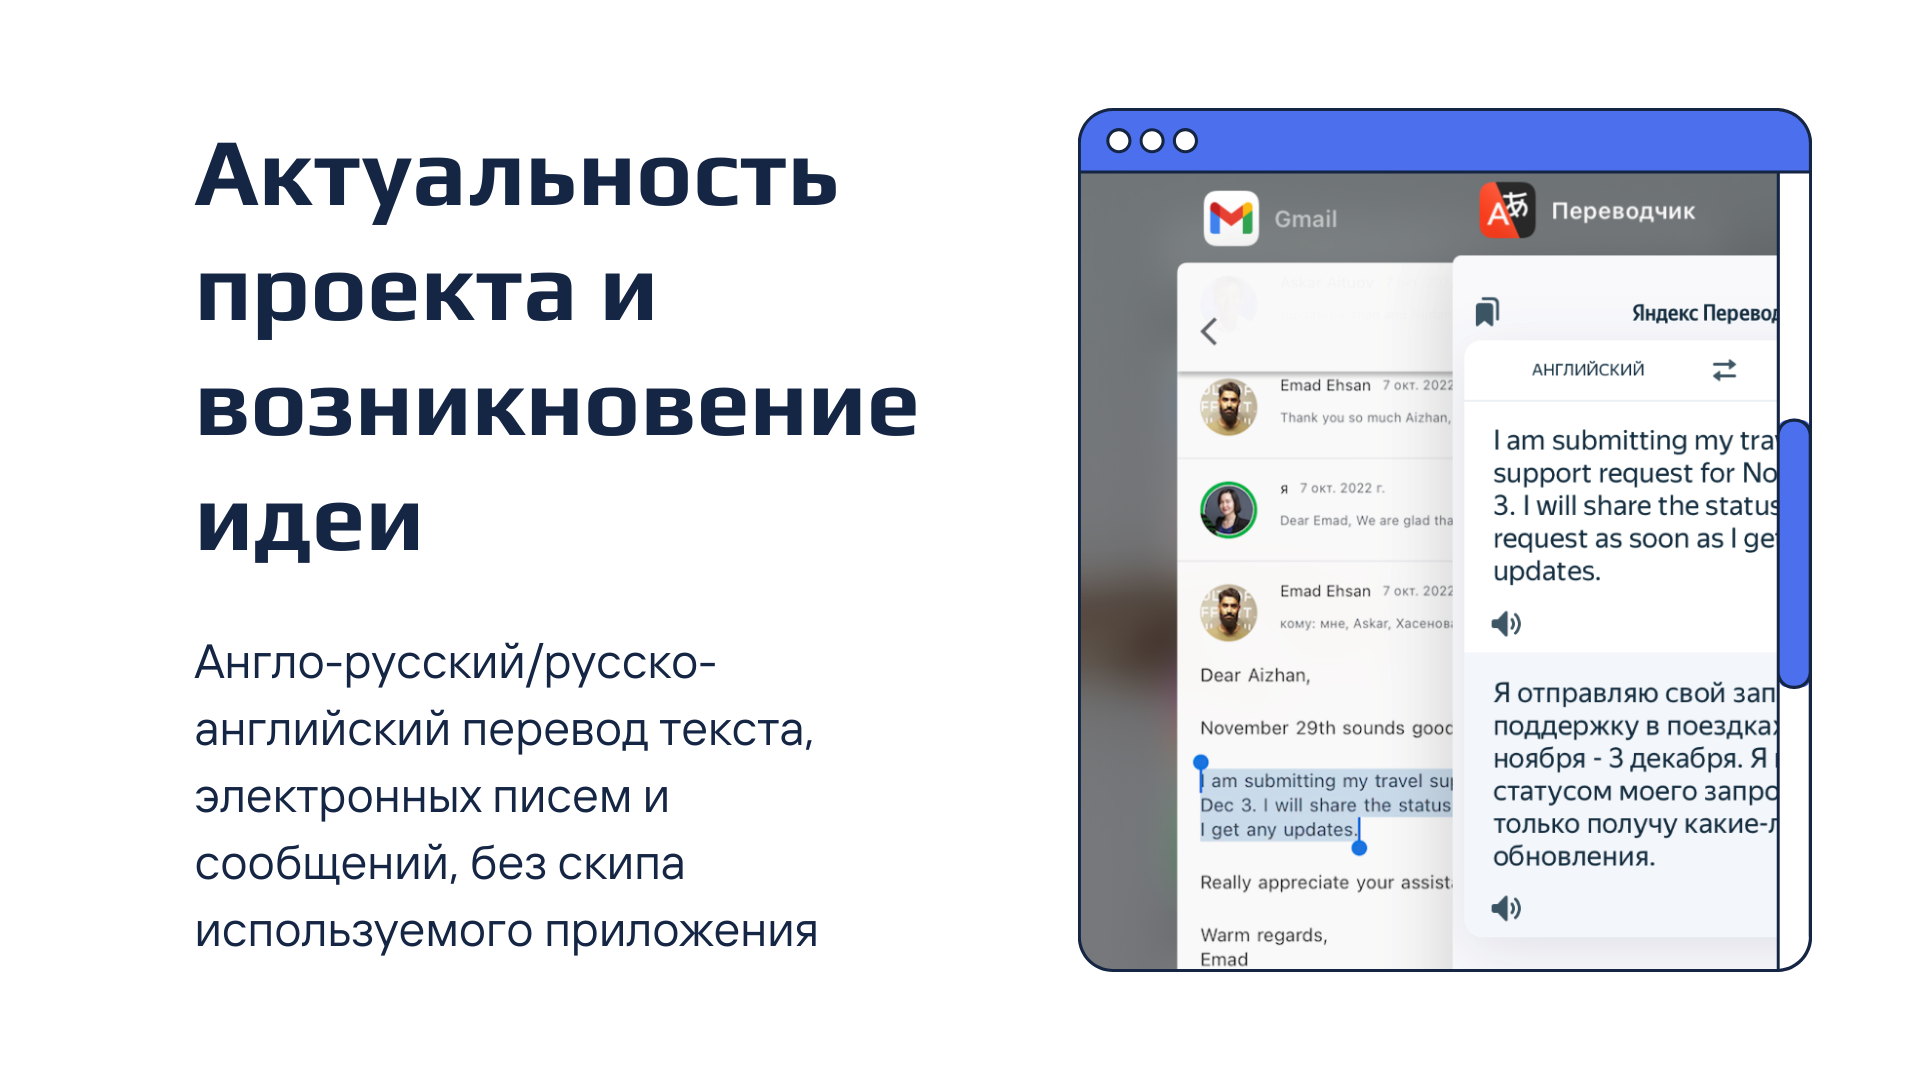 Актуальность
проекта и
возникновение
идеи
Англо-русский/русско-
английский перевод текста,
электронных писем и
сообщений, без скипа
используемого приложения
Gmail
Emad Ehsan 7 окт. 2022
Thank you so much Aizhan,
я 7 окт. 2022 г.
Dear Emad, We are glad tha
Emad Ehsan 7 окт. 2022
кому: мне, Askar, Хасенова
Dear Aizhan,
November 29th sounds good
I am submitting my travel sup
Dec 3. I will share the status
I get any updates.
Really appreciate your assista
Warm regards,
Emad
Переводчик
Яндекс Перевод
АНГЛИЙСКИЙ
I am submitting my trav
support request for No
3. I will share the status
request as soon as I get
updates.
Я отправляю свой зап
поддержку в поездках
ноября - 3 декабря. Я
статусом моего запро
только получу какие-л
обновления.